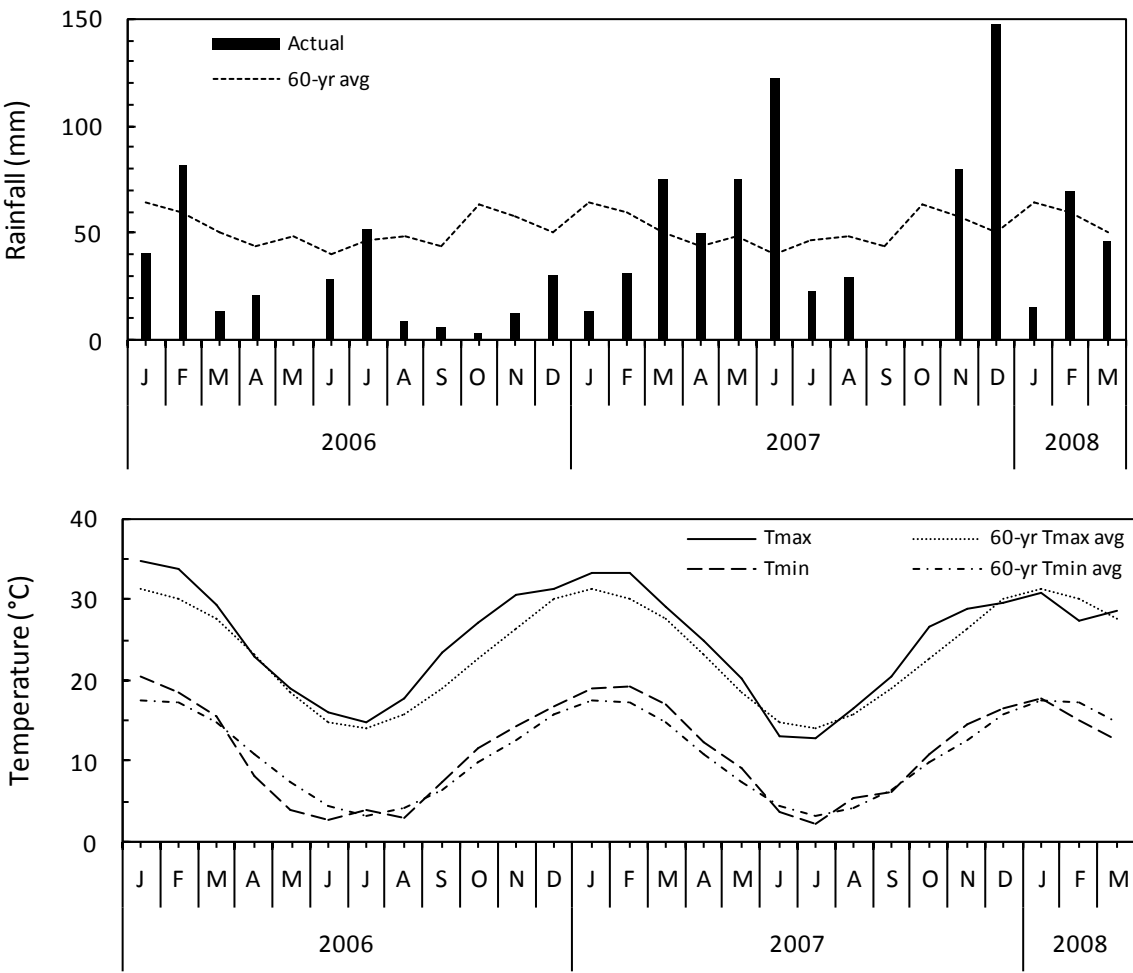 150
Actual
60-yr avg
100
50
0
Rainfall (mm)
J F M A M J J A S O N D J F M A M J J A S O N D J F M
2006 2007 2008
40
Tmax 60-yr Tmax avg
Tmin 60-yr Tmin avg
30
20
10
0
Temperature (°C)
J F M A M J J A S O N D J F M A M J J A S O N D J F M
2006 2007 2008